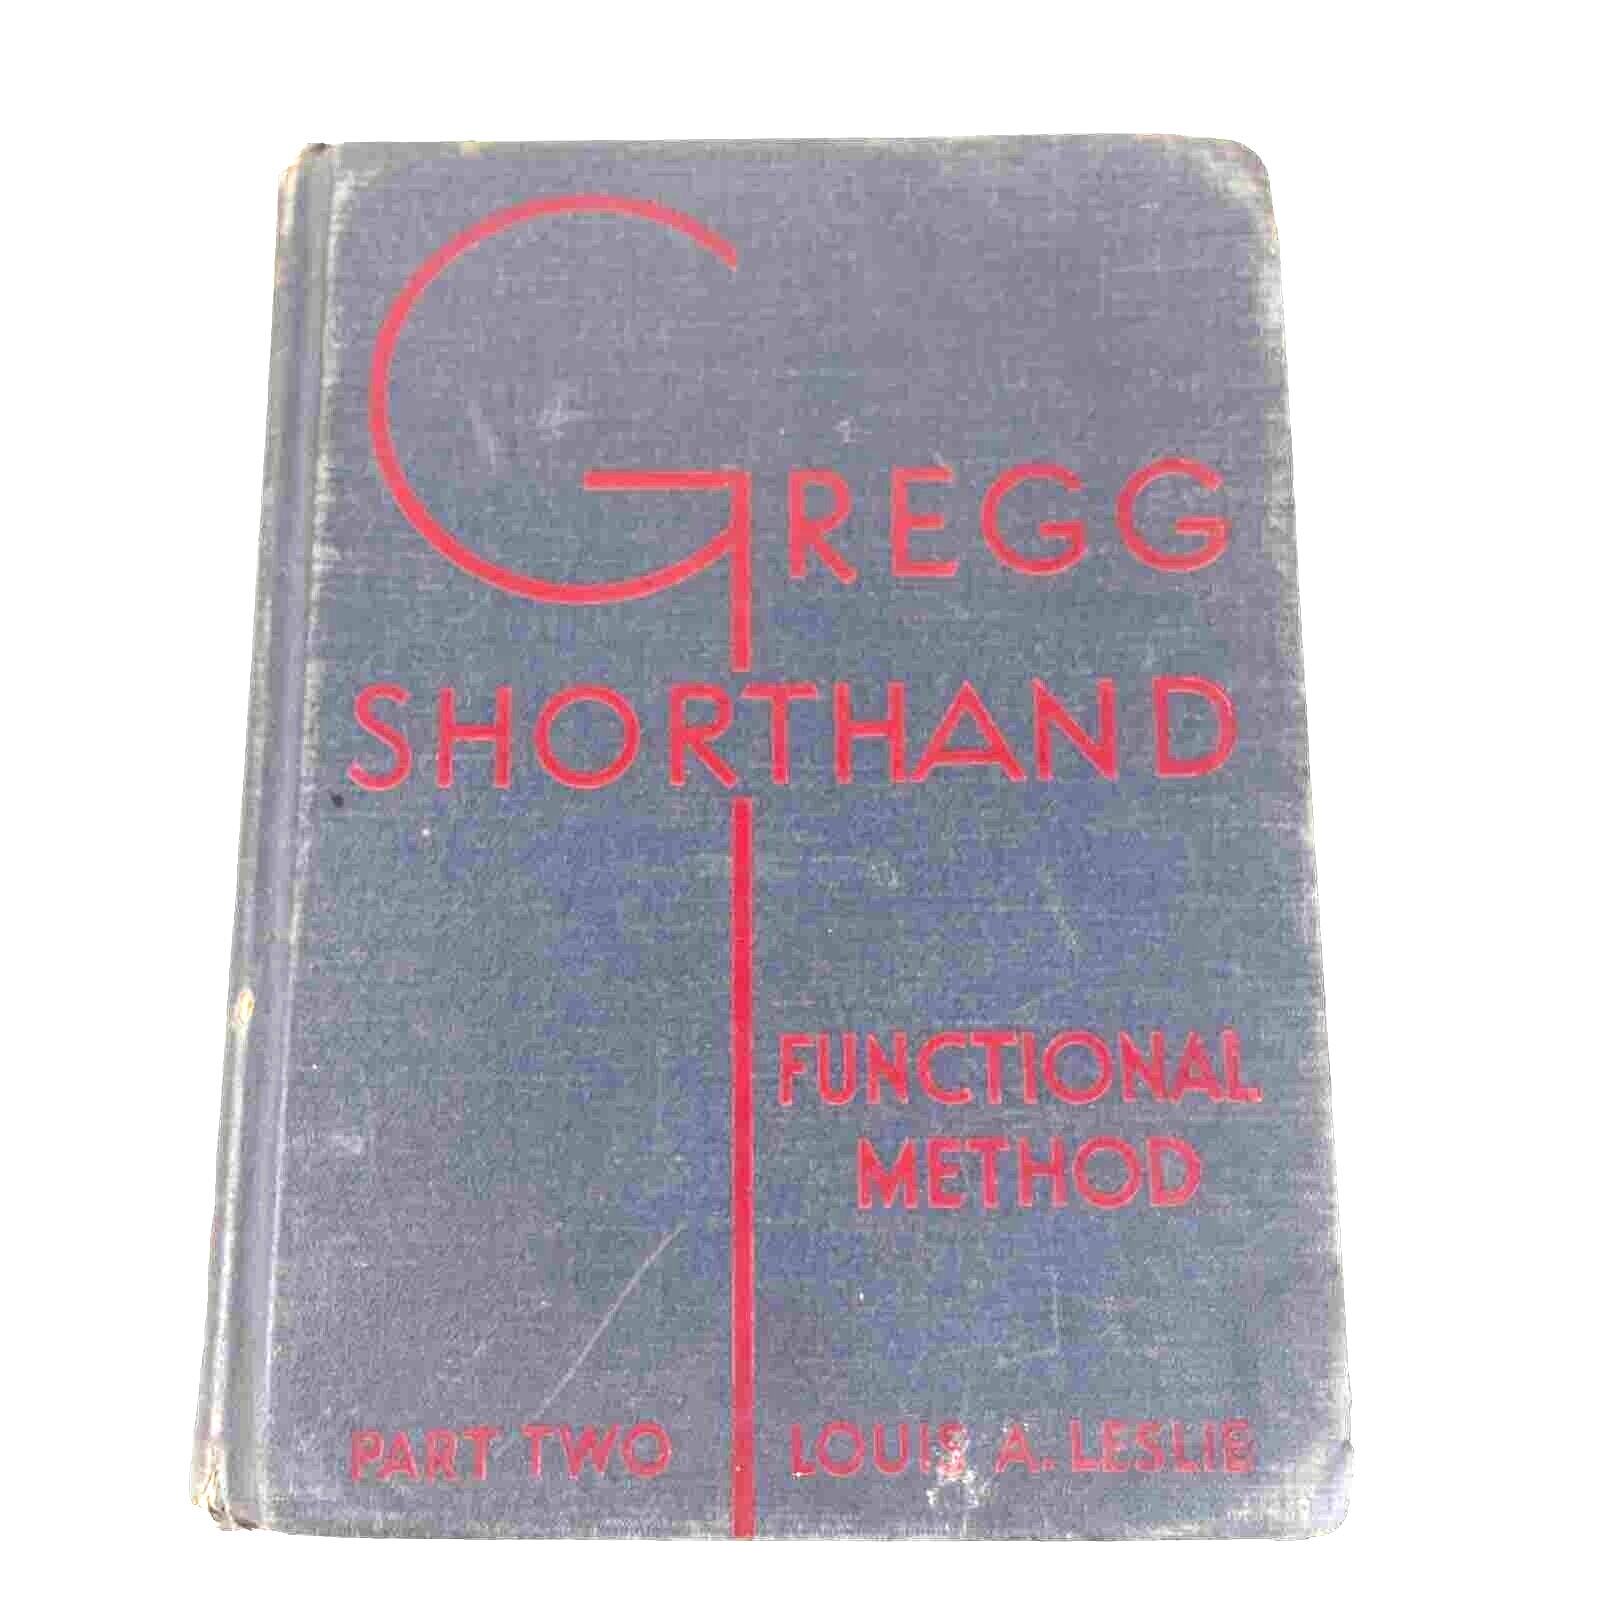 GREGG
SHORTHAND
FUNCTIONAL
METHOD
PART TWO
LOUIS A. LESLIE